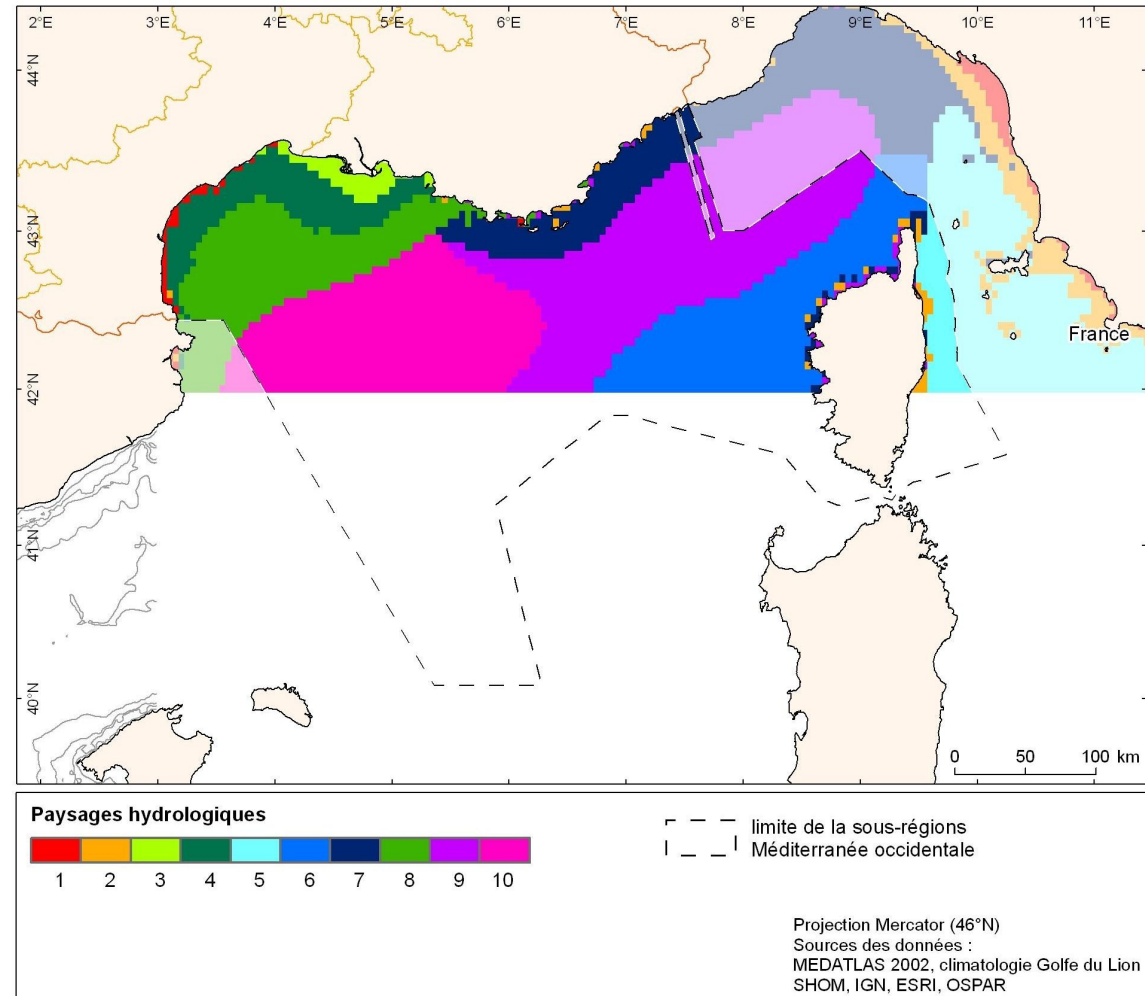 2°E 3°E 4°E 5°E 6°E 7°E 8°E 9°E 10°E 11°E
44°N
43°N
42°N
41°N
40°N
France
0 50 100 km
Paysages hydrologiques
1 2 3 4 5 6 7 8 9 10
limite de la sous-régions
Méditerranée occidentale
Projection Mercator (46°N)
Sources des données :
MEDATLAS 2002, climatologie Golfe du Lion
SHOM, IGN, ESRI, OSPAR